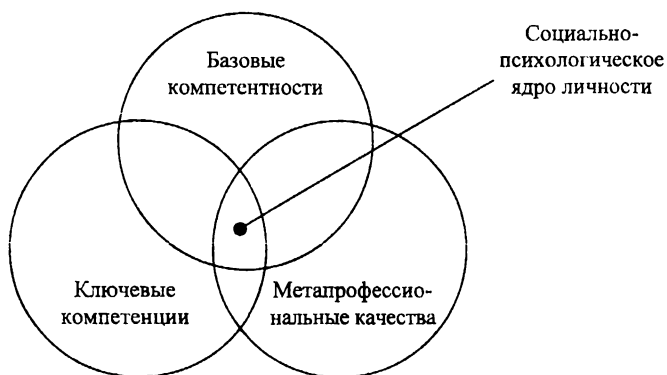 Базовые
компетентности
Социально-
психологическое
ядро личности
Ключевые
компетенции
Метапрофессио-
нальные качества